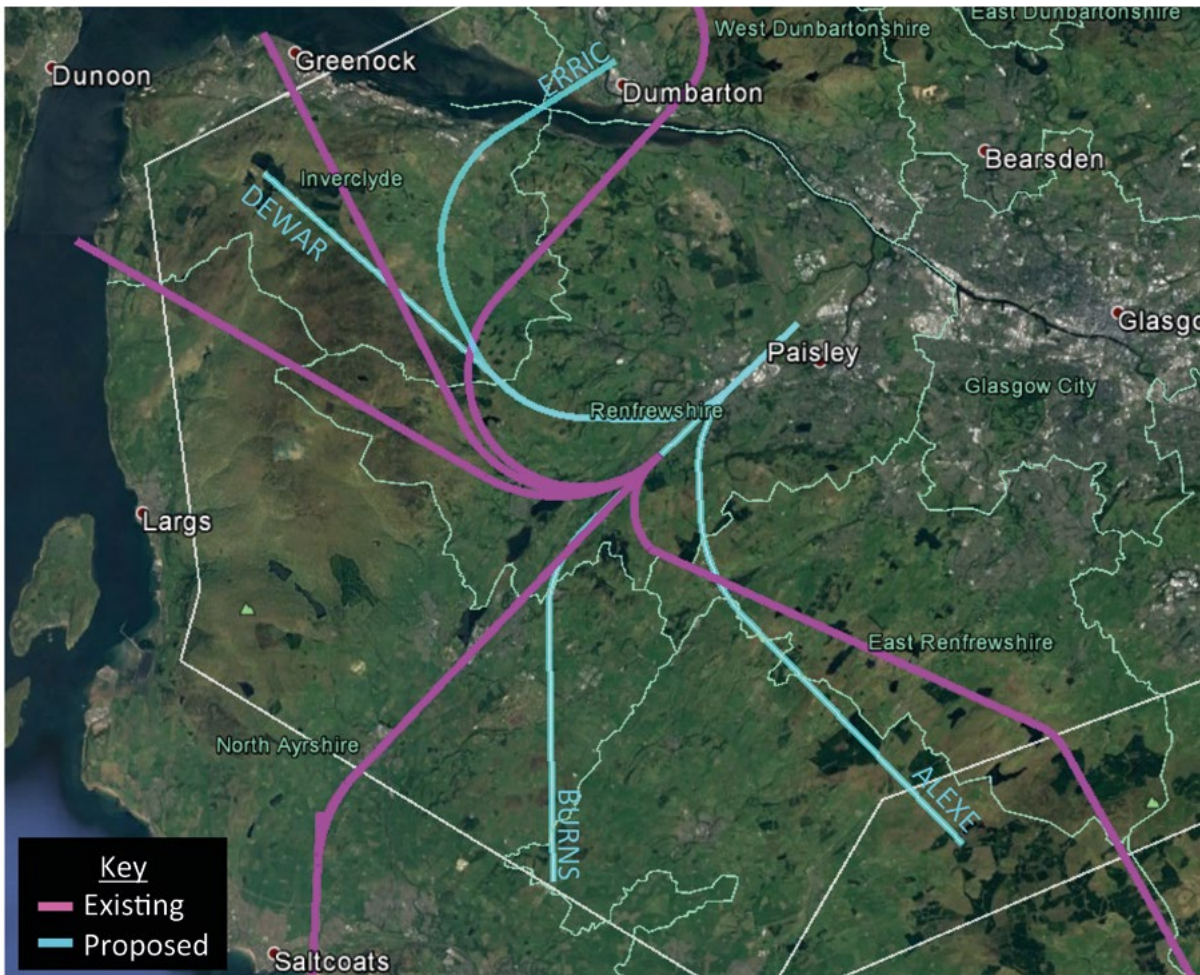 East Dunbartonshire
West Dunbartonshire
Greenock
Dunoon
ERRIC
Dumbarton
Bearsden
Inverclyde
DEWAR
Glasgo
Paisley
Glasgow City
Renfrewshire
Largs
East Renfrewshire
North Ayrshire
BURNS
ALEXE
Key
Existing
Proposed
Saltcoats